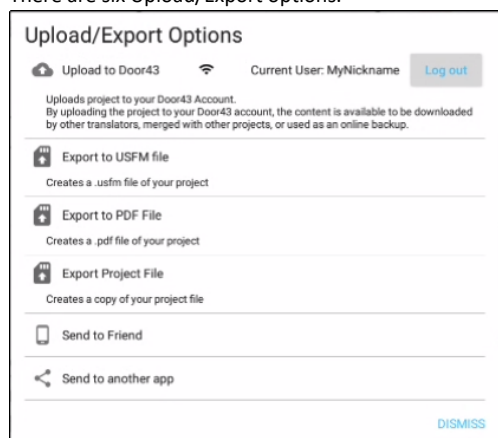 There are six Upload/Export options:
Upload/Export Options
Upload to Door43 Current User: MyNickname Log out
Uploads project to your Door43 Account.
By uploading the project to your Door43 account, the content is available to be downloaded
by other translators, merged with other projects, or used as an online backup.
Export to USFM file
Creates a .usfm file of your project
Export to PDF File
Creates a .pdf file of your project
Export Project File
Creates a copy of your project file
Send to Friend
Send to another app
DISMISS